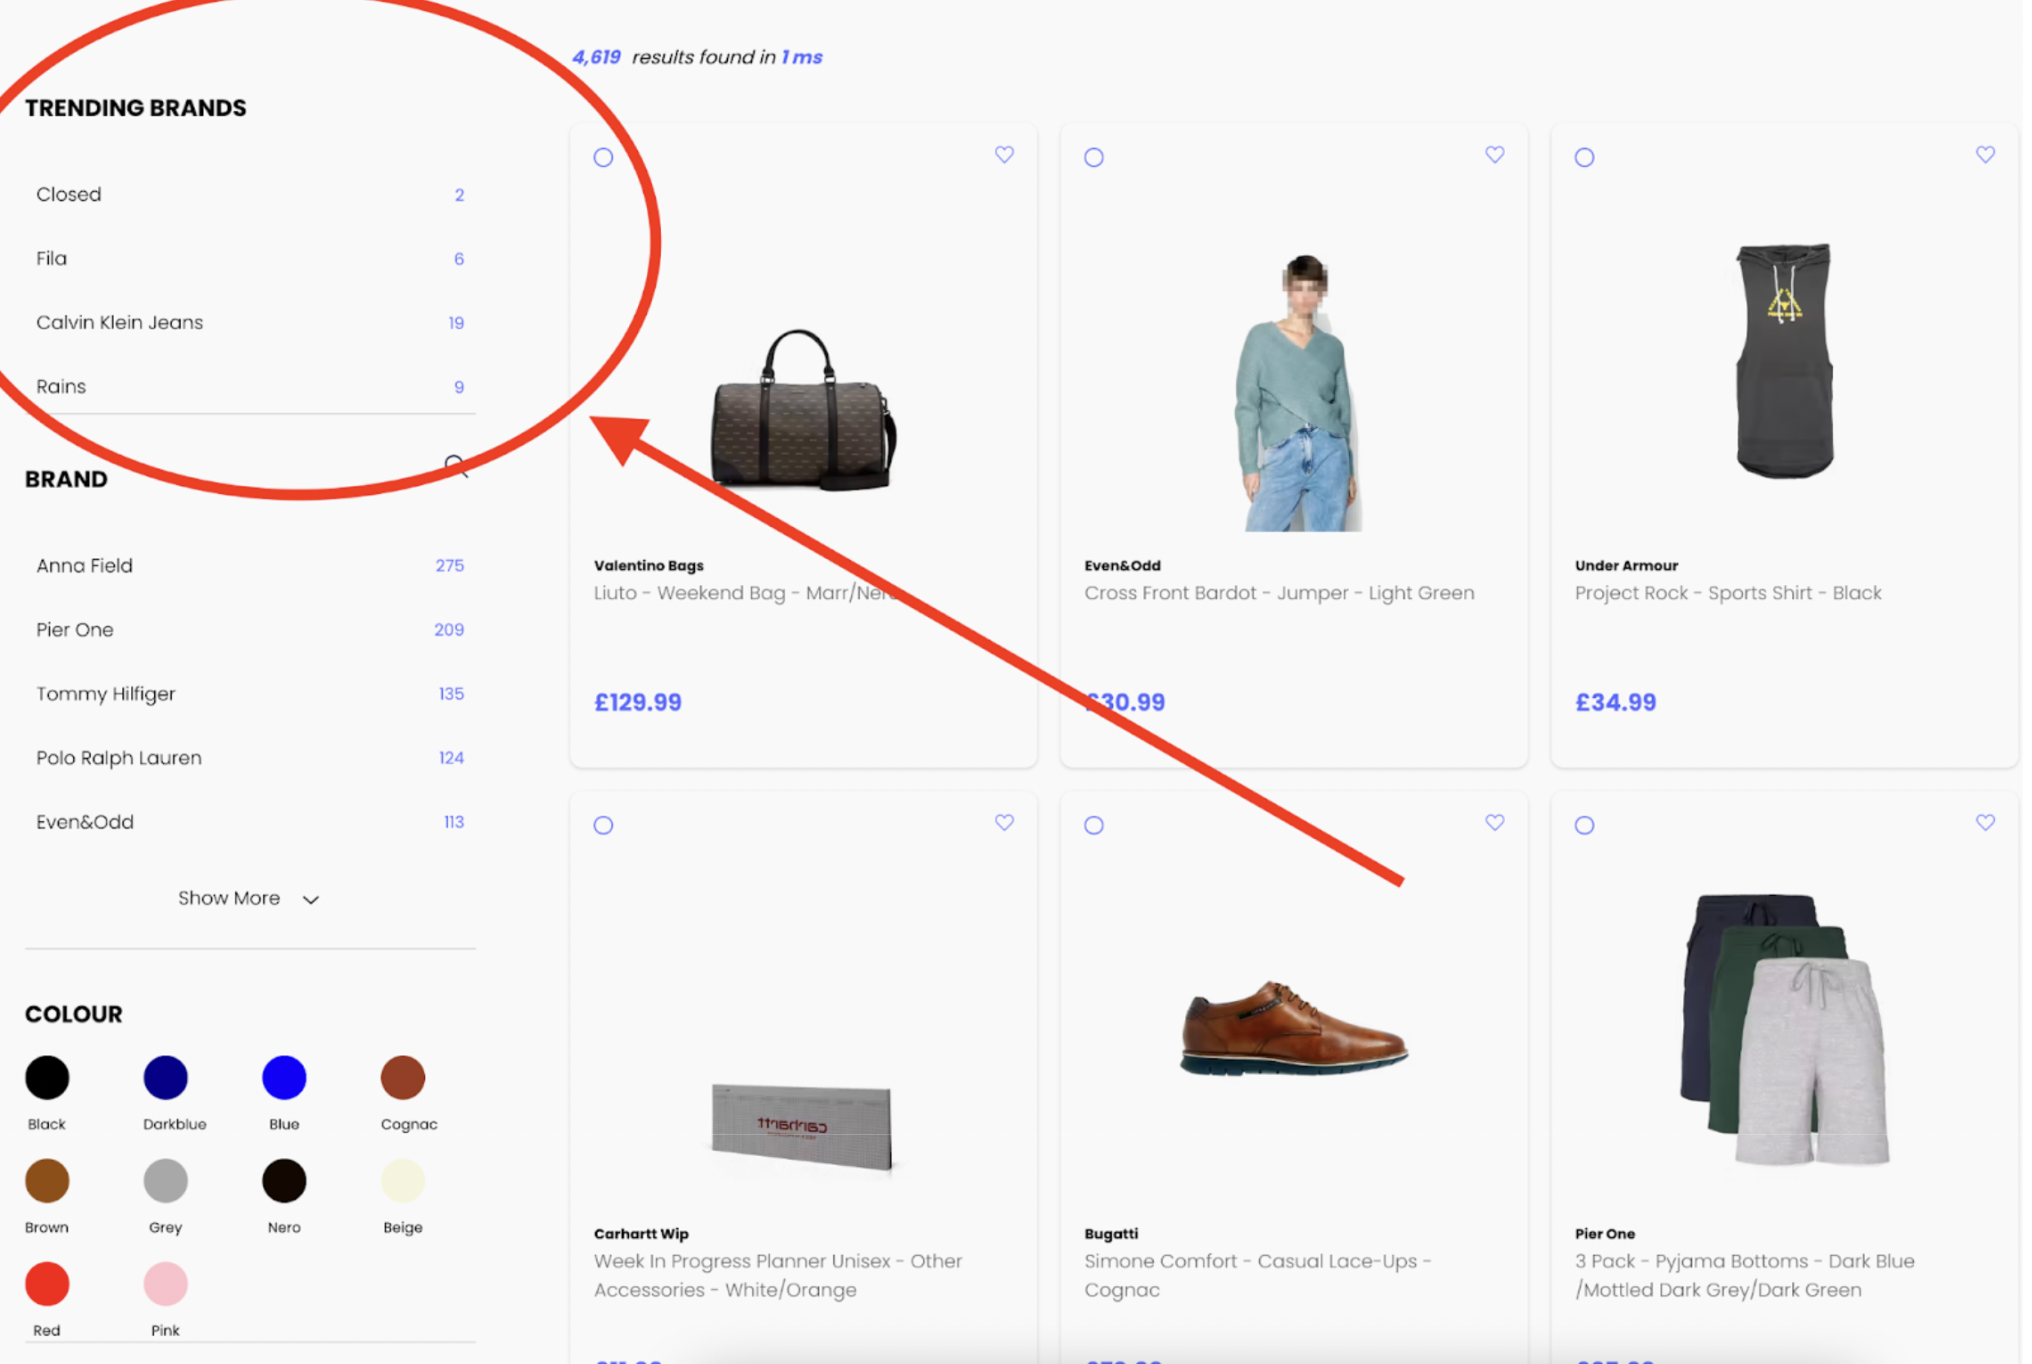 4,619 results found in 1 ms
TRENDING BRANDS
Closed 2
Fila 6
Calvin Klein Jeans 19
Rains 9
BRAND
Anna Field 275
Pier One 209
Tommy Hilfiger 135
Polo Ralph Lauren 124
Even&Odd 113
Show More
COLOUR
Black
Darkblue
Blue
Cognac
Brown
Grey
Nero
Beige
Red
Pink
Valentino Bags
Liuto - Weekend Bag - Marr/Nero
£129.99
Even&Odd
Cross Front Bardot - Jumper - Light Green
£30.99
Under Armour
Project Rock - Sports Shirt - Black
£34.99
carhartt
Carhartt Wip
Week In Progress Planner Unisex - Other
Accessories - White/Orange
Bugatti
Simone Comfort - Casual Lace-Ups -
Cognac
Pier One
3 Pack - Pyjama Bottoms - Dark Blue
/Mottled Dark Grey/Dark Green